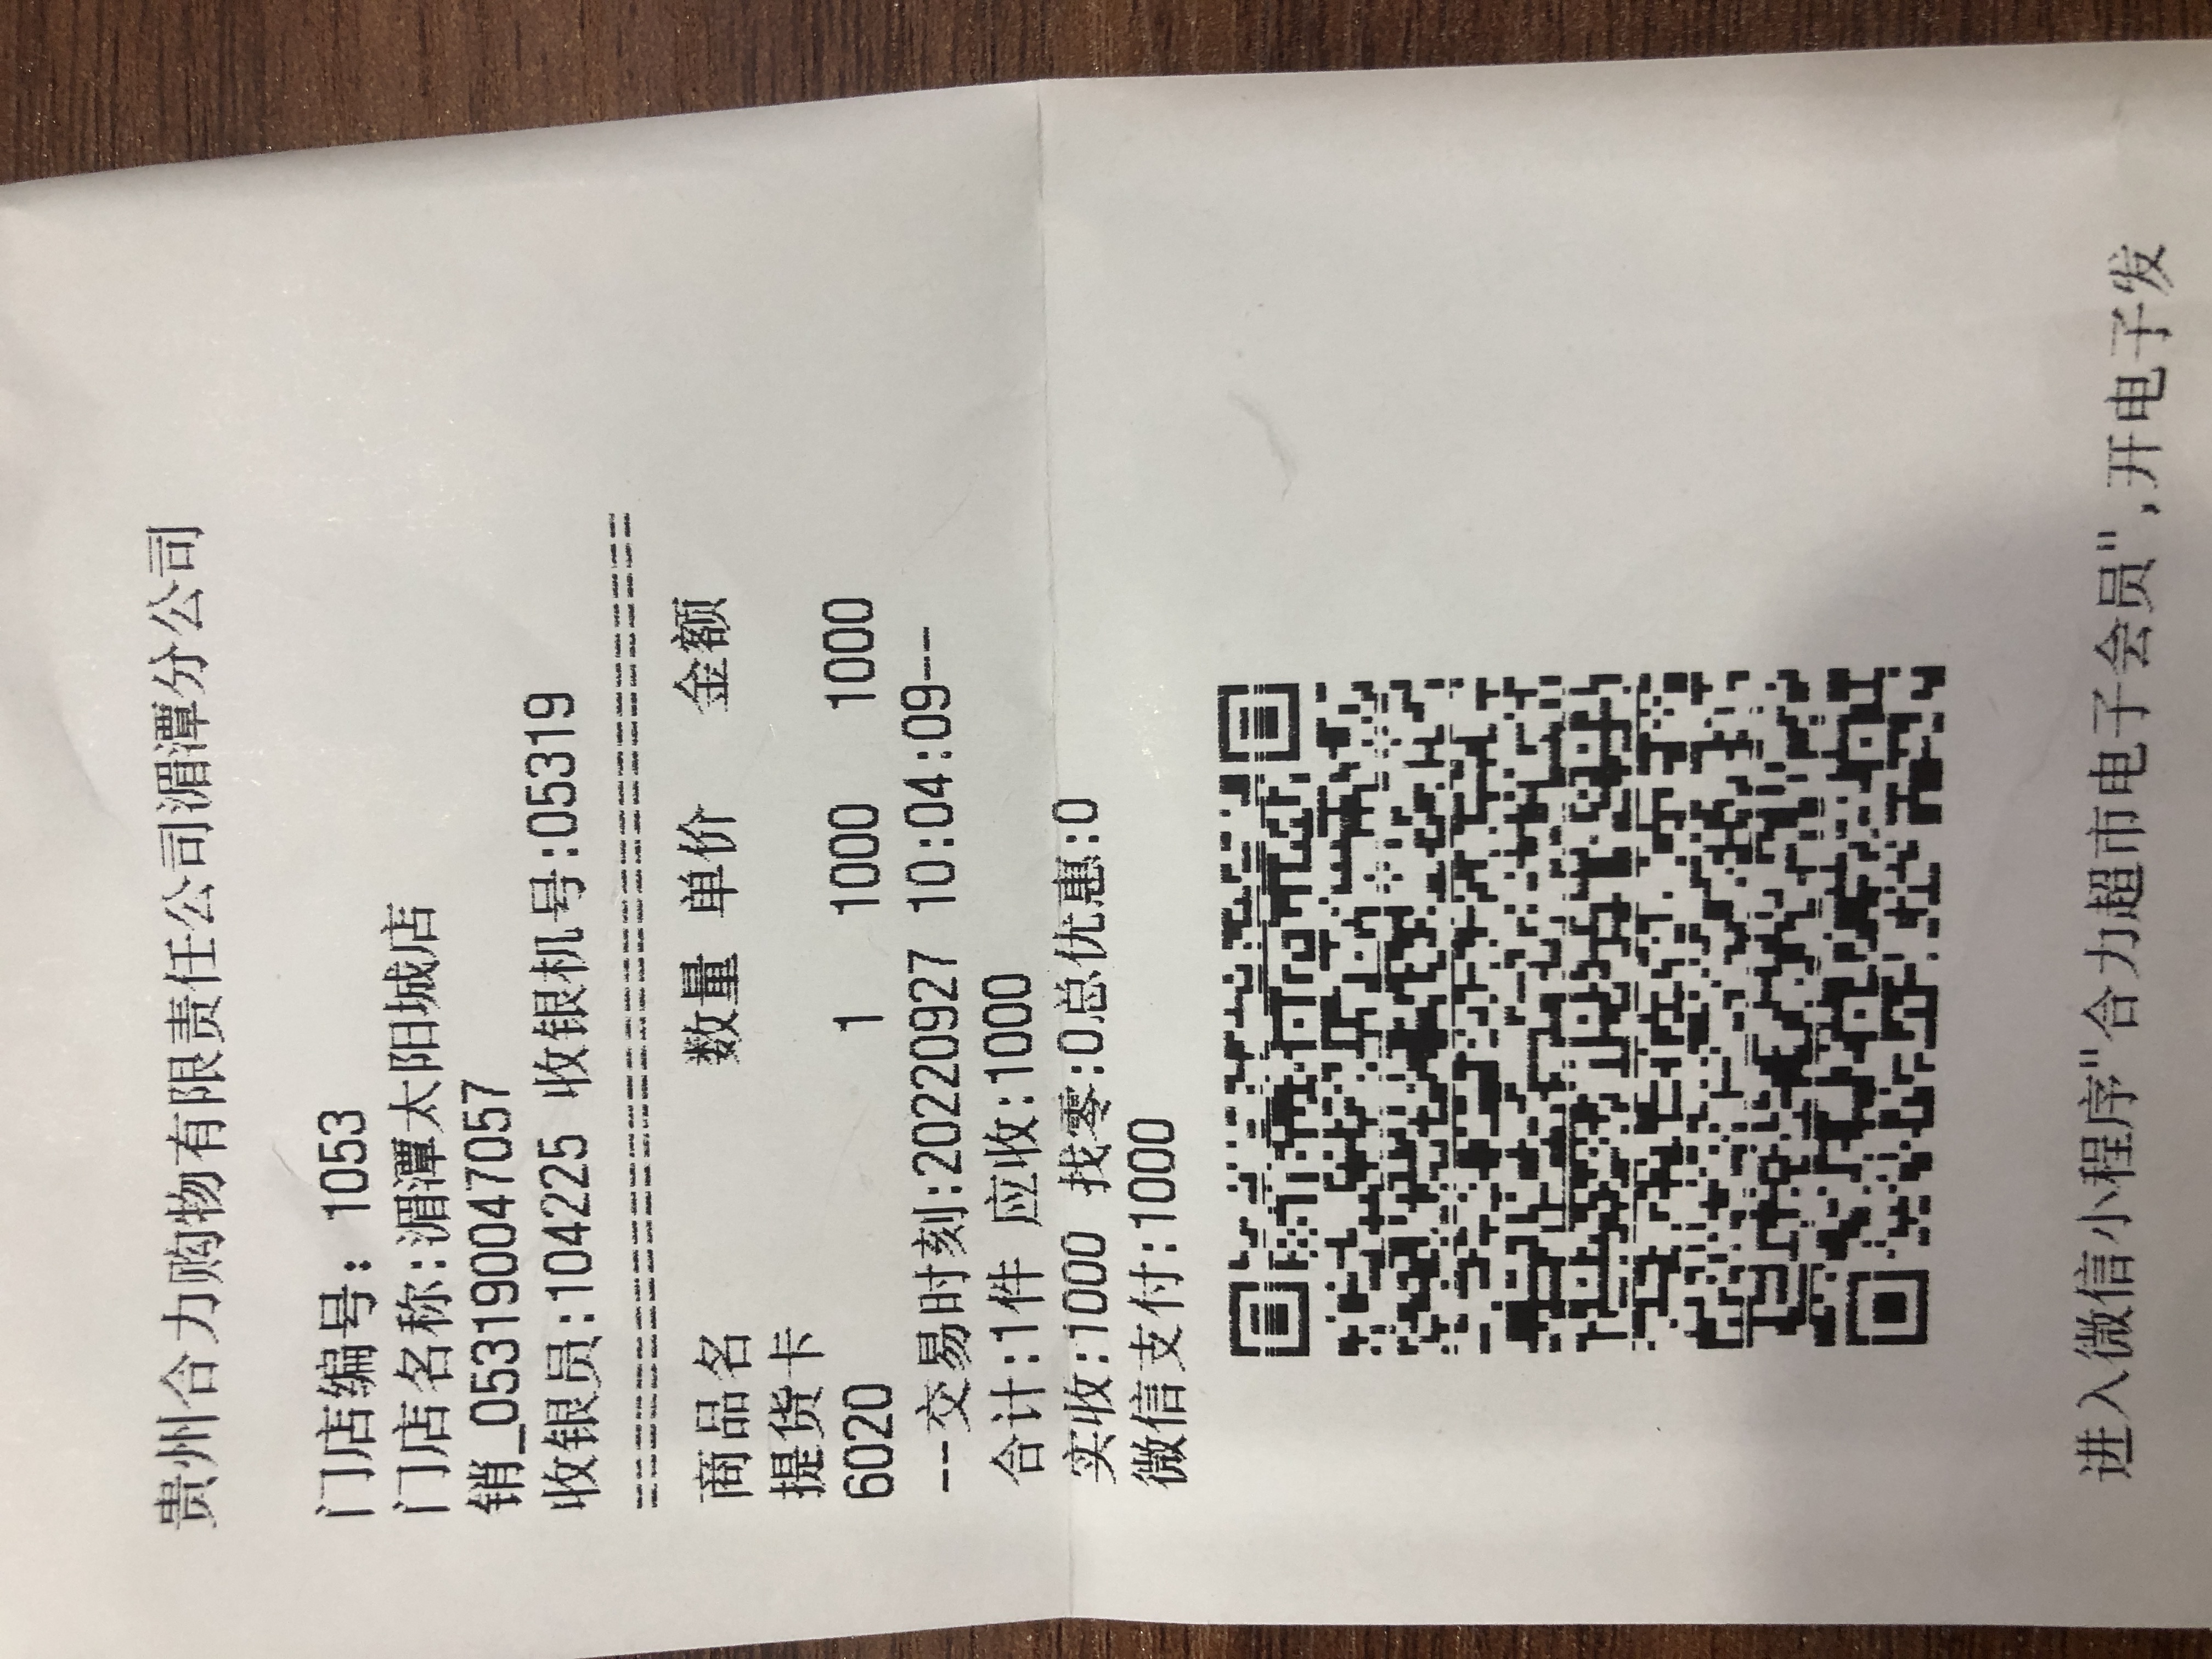 贵州合力购物有限责任公司湄潭分公司
门店编号: 1053
门店名称:湄潭太阳城店
销_053190047057
收银员:104225 收银机号:05319
商品名 数量 单价 金额
提货卡
6020 1 1000 1000
--交易时刻:20220927 10:04:09--
合计:1件 应收:1000
实收:1000 找零:0总优惠:0
微信支付:1000
进入微信小程序"合力超市电子会员",开电子发